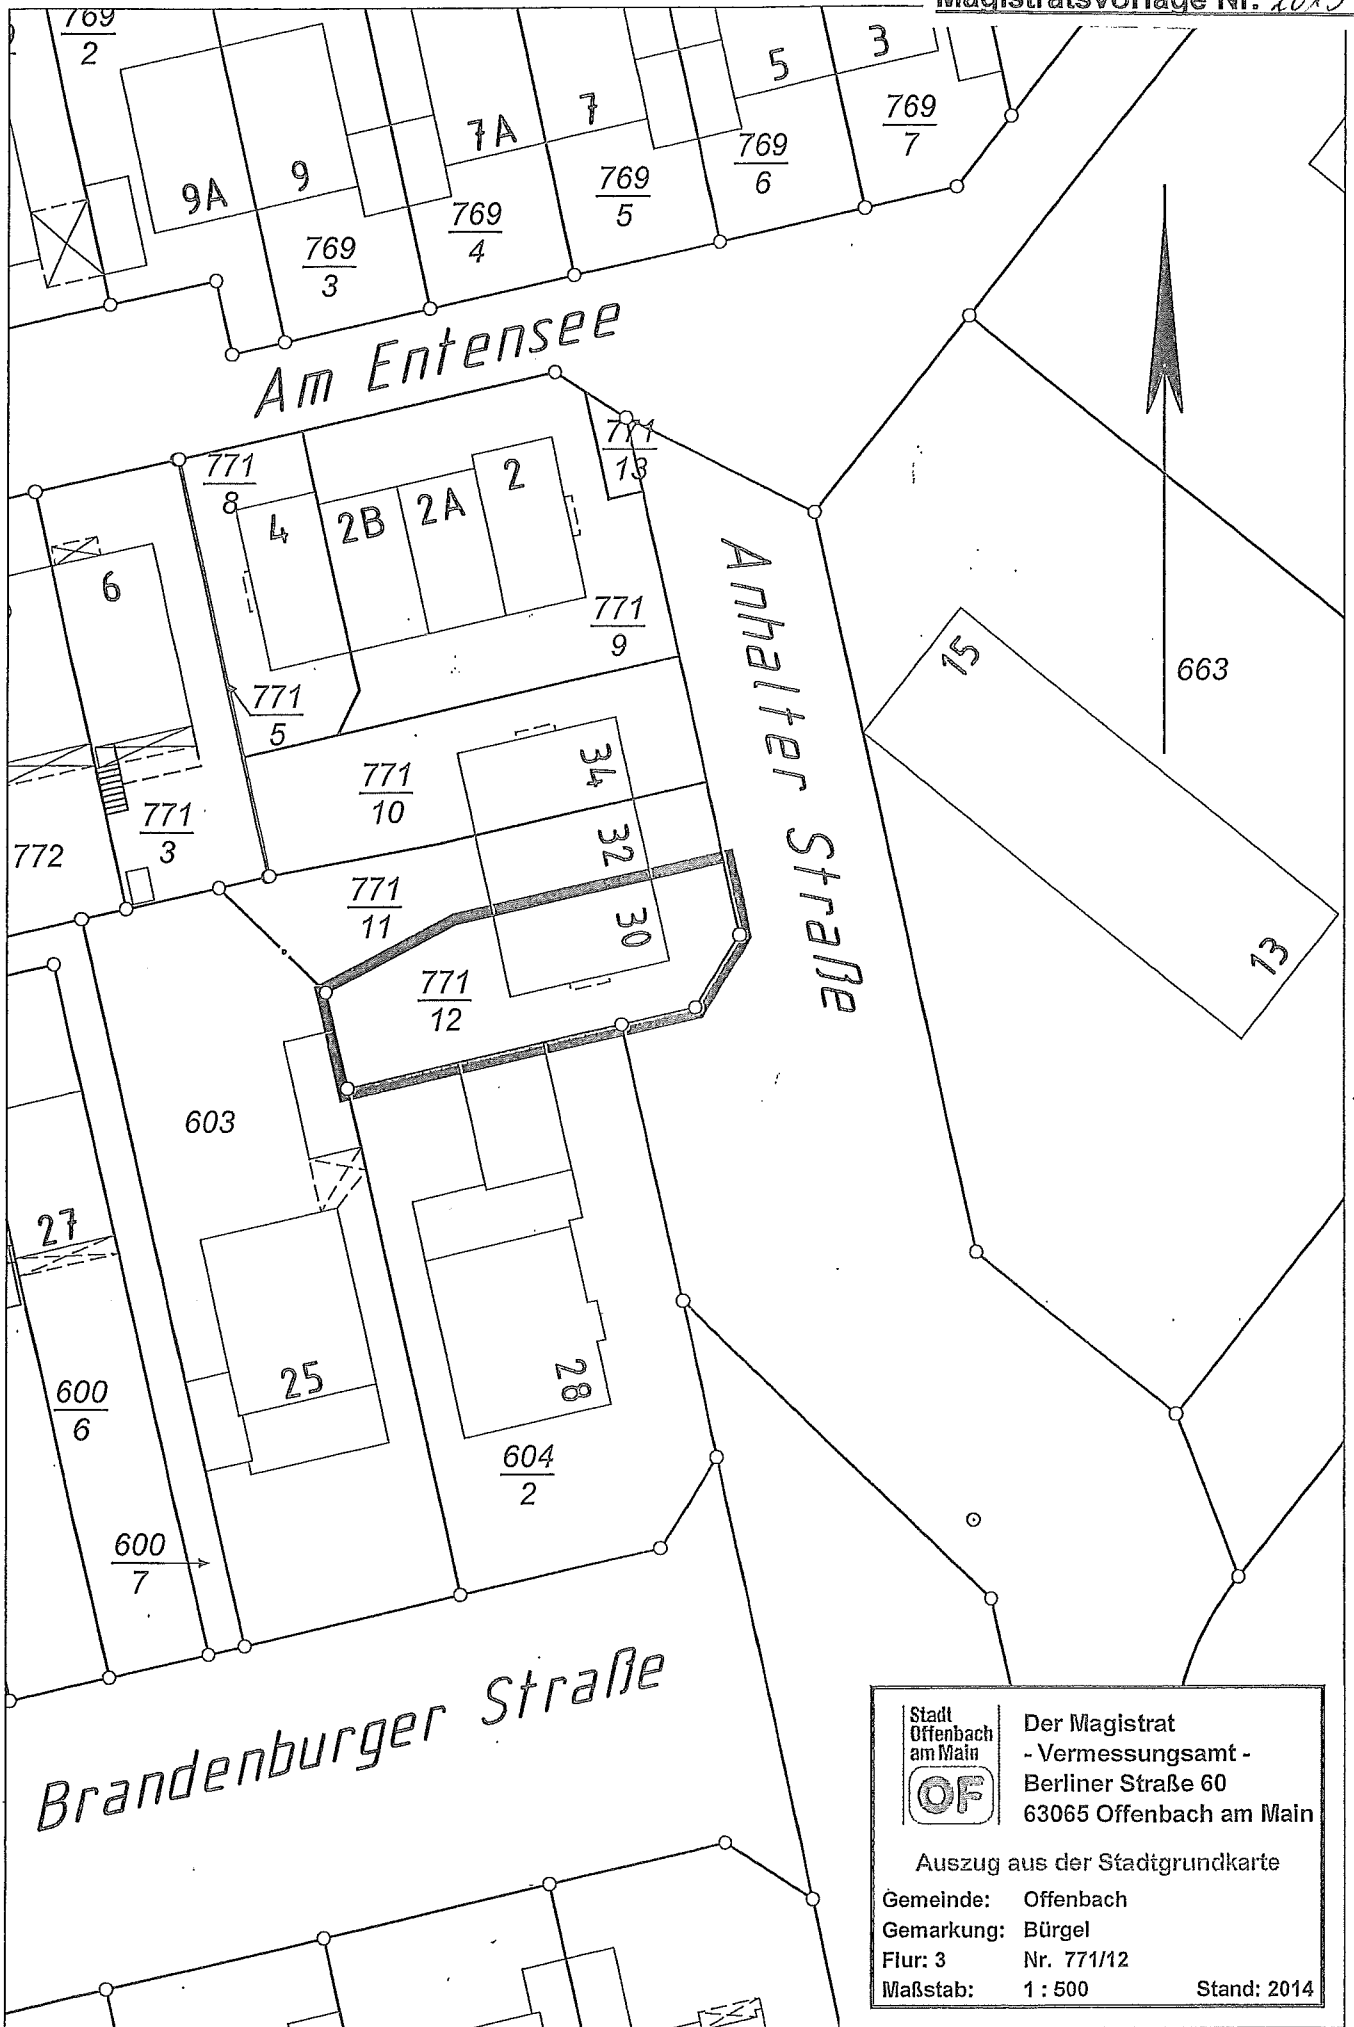 Magistratsvorlage Nr.
769
2
5
3
7A
7
769
7
9A
9
769
6
769
5
769
4
769
3
Am Entensee
771
13
771
8
2
2A
2B
4
6
Anhalter Straße
771
9
15
663
771
5
34
771
10
32
771
3
772
771
11
30
13
771
12
603
27
28
25
600
6
604
2
600
7
Brandenburger Straße
Stadt
Offenbach
am Main
OF
Der Magistrat
- Vermessungsamt -
Berliner Straße 60
63065 Offenbach am Main
Auszug aus der Stadtgrundkarte
Gemeinde: Offenbach
Gemarkung: Bürgel
Flur: 3 Nr. 771/12
Maßstab: 1 : 500 Stand: 2014